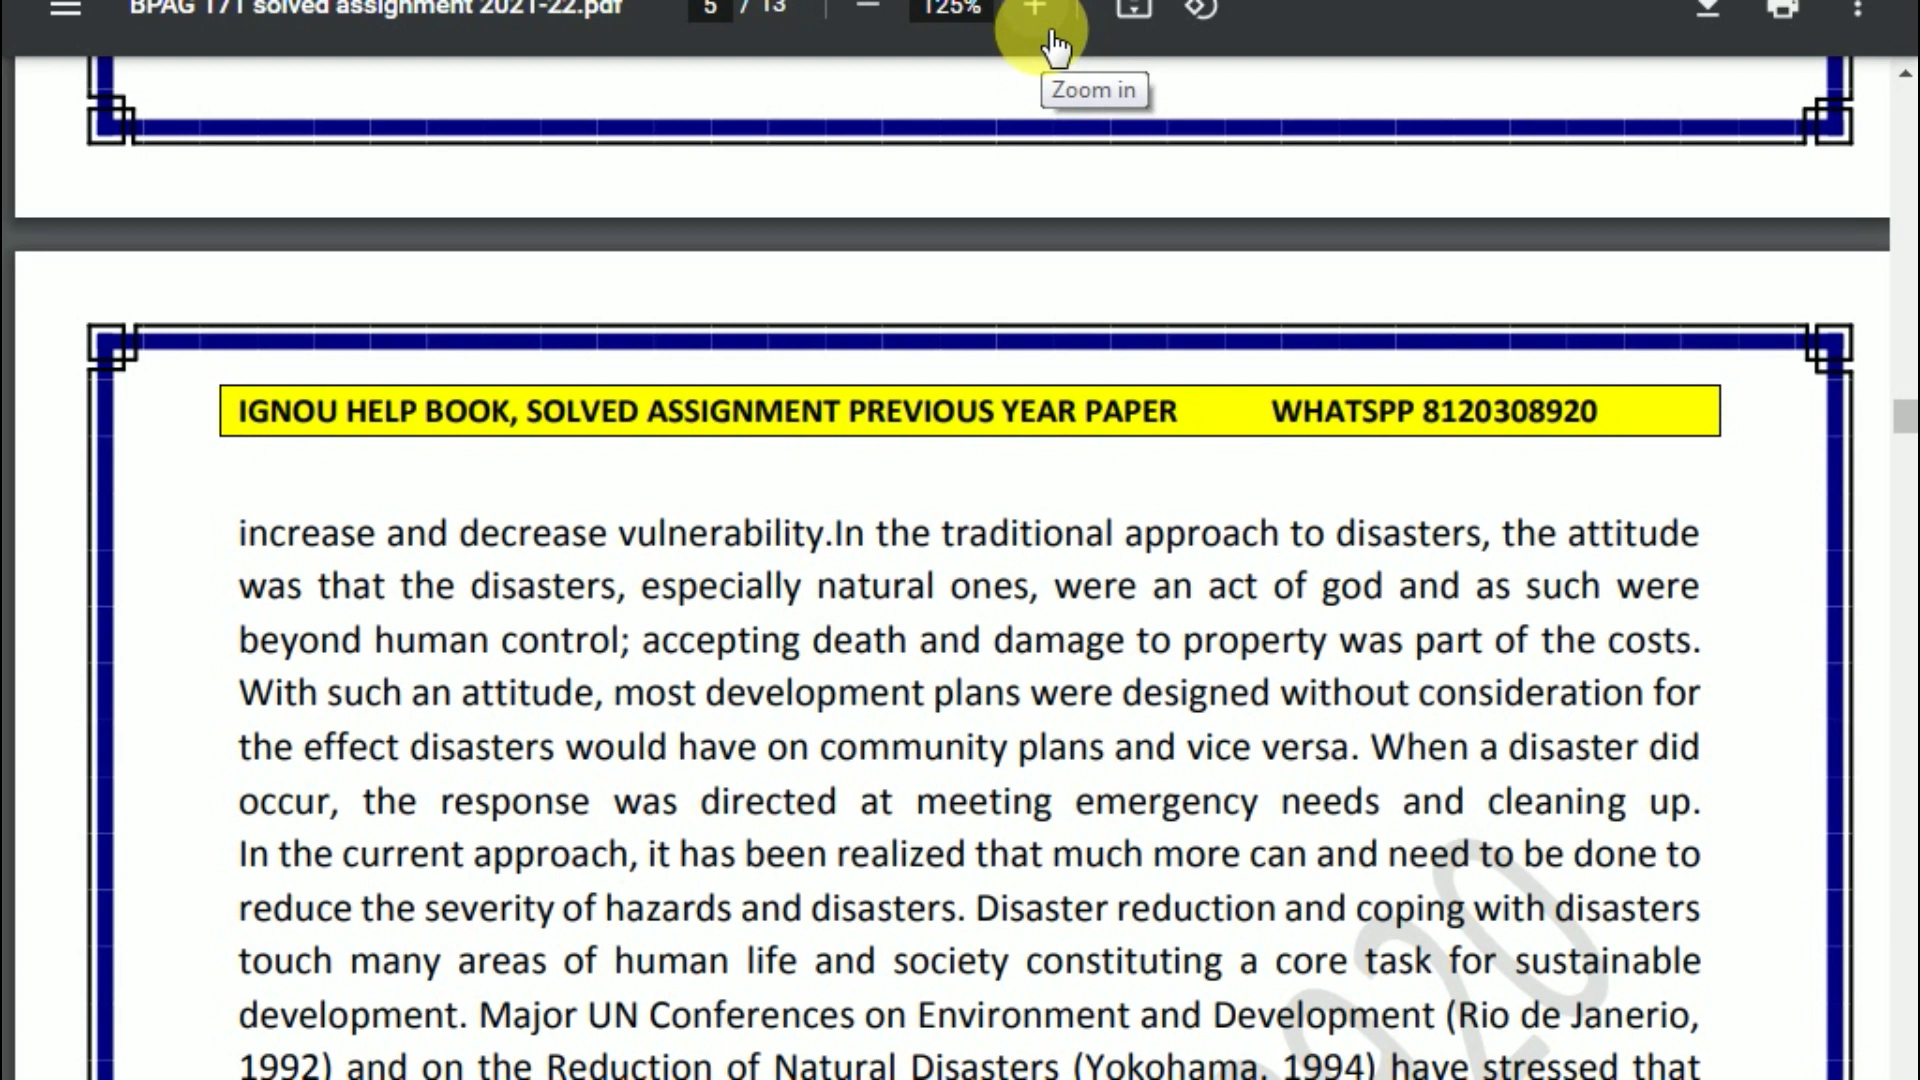 BPAG 171 solved assignment 2021-22.pdf
5 / 13
125%
Zoom in
IGNOU HELP BOOK, SOLVED ASSIGNMENT PREVIOUS YEAR PAPER WHATSPP 8120308920
increase and decrease vulnerability.In the traditional approach to disasters, the attitude
was that the disasters, especially natural ones, were an act of god and as such were
beyond human control; accepting death and damage to property was part of the costs.
With such an attitude, most development plans were designed without consideration for
the effect disasters would have on community plans and vice versa. When a disaster did
occur, the response was directed at meeting emergency needs and cleaning up.
In the current approach, it has been realized that much more can and need to be done to
reduce the severity of hazards and disasters. Disaster reduction and coping with disasters
touch many areas of human life and society constituting a core task for sustainable
development. Major UN Conferences on Environment and Development (Rio de Janerio,
1992) and on the Reduction of Natural Disasters (Yokohama, 1994) have stressed that